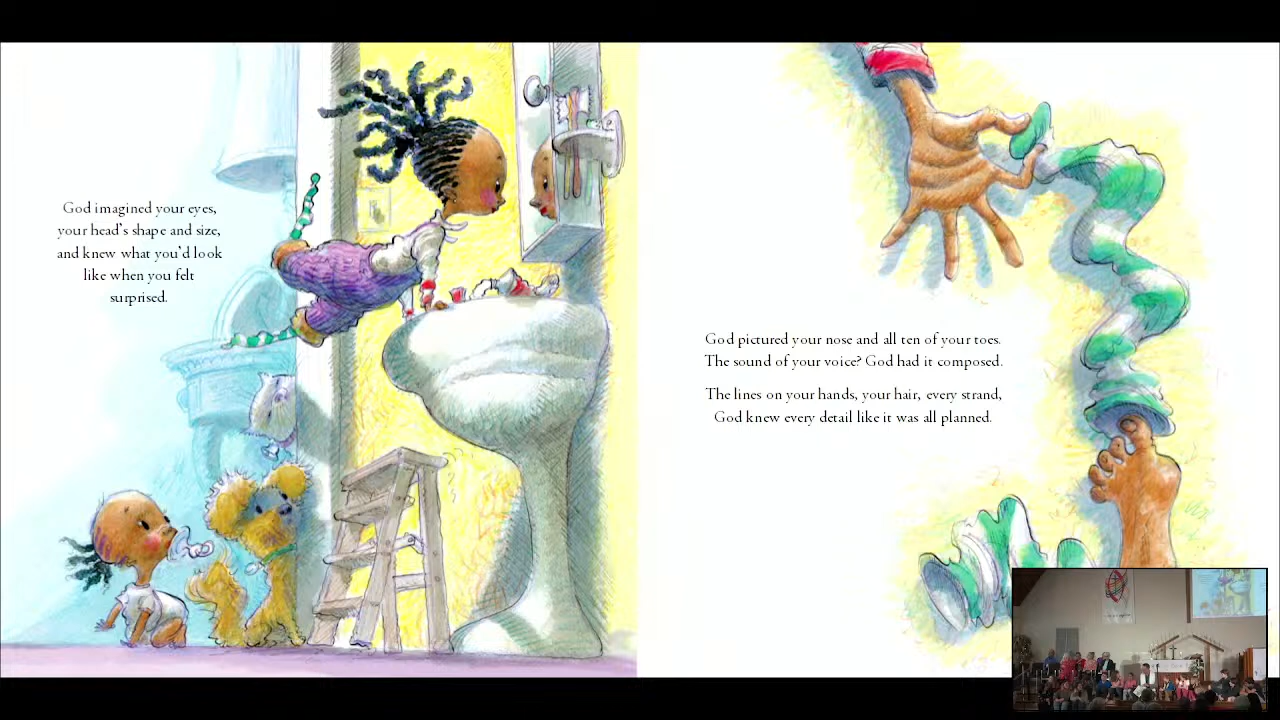 God imagined your eyes,
your head’s shape and size,
and knew what you’d look
like when you felt
surprised.
God pictured your nose and all ten of your toes.
The sound of your voice? God had it composed.
The lines on your hands, your hair, every strand,
God knew every detail like it was all planned.